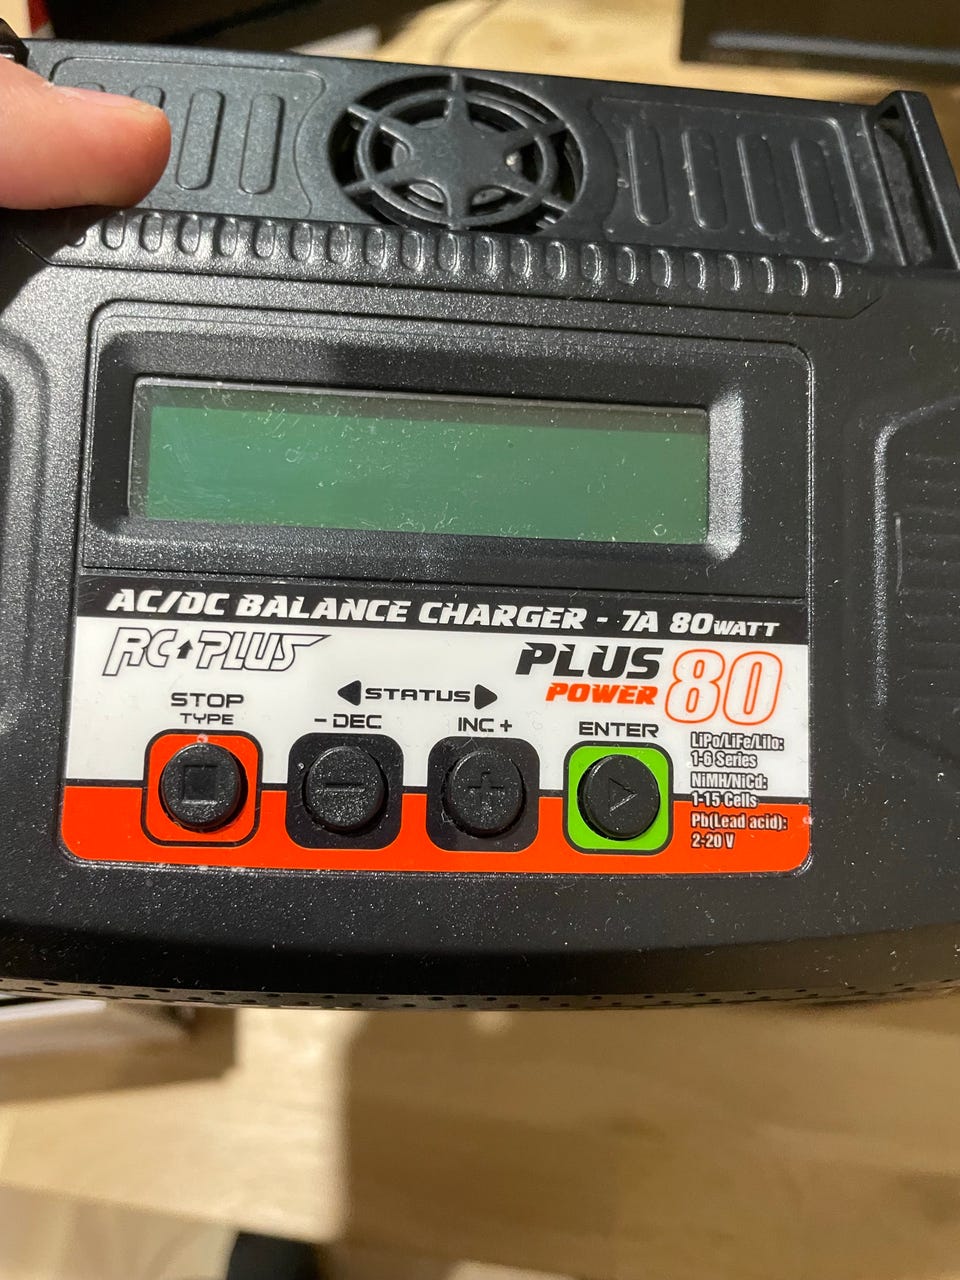 AC/DC BALANCE CHARGER - 7A 80WATT
RC PLUS
PLUS
POWER 80
STOP
TYPE
STATUS
- DEC
INC +
ENTER
LiPo/LiFe/LiIo:
1-6 Series
NiMH/NiCd:
1-15 Cells
Pb(Lead acid):
2-20 V